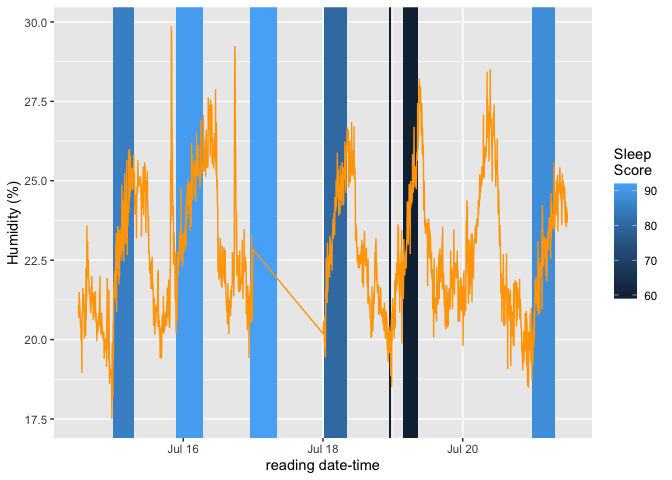 30.0
27.5
25.0
22.5
20.0
17.5
Humidity (%)
Jul 16
Jul 18
Jul 20
reading date-time
Sleep
Score
90
80
70
60